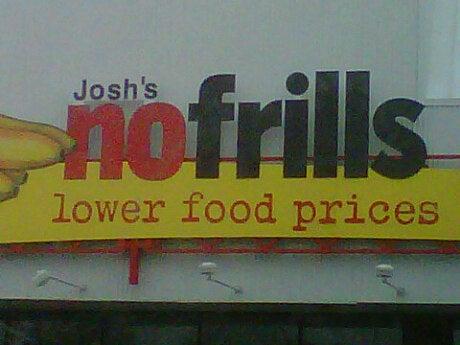 Josh's
nofrills
lower food prices